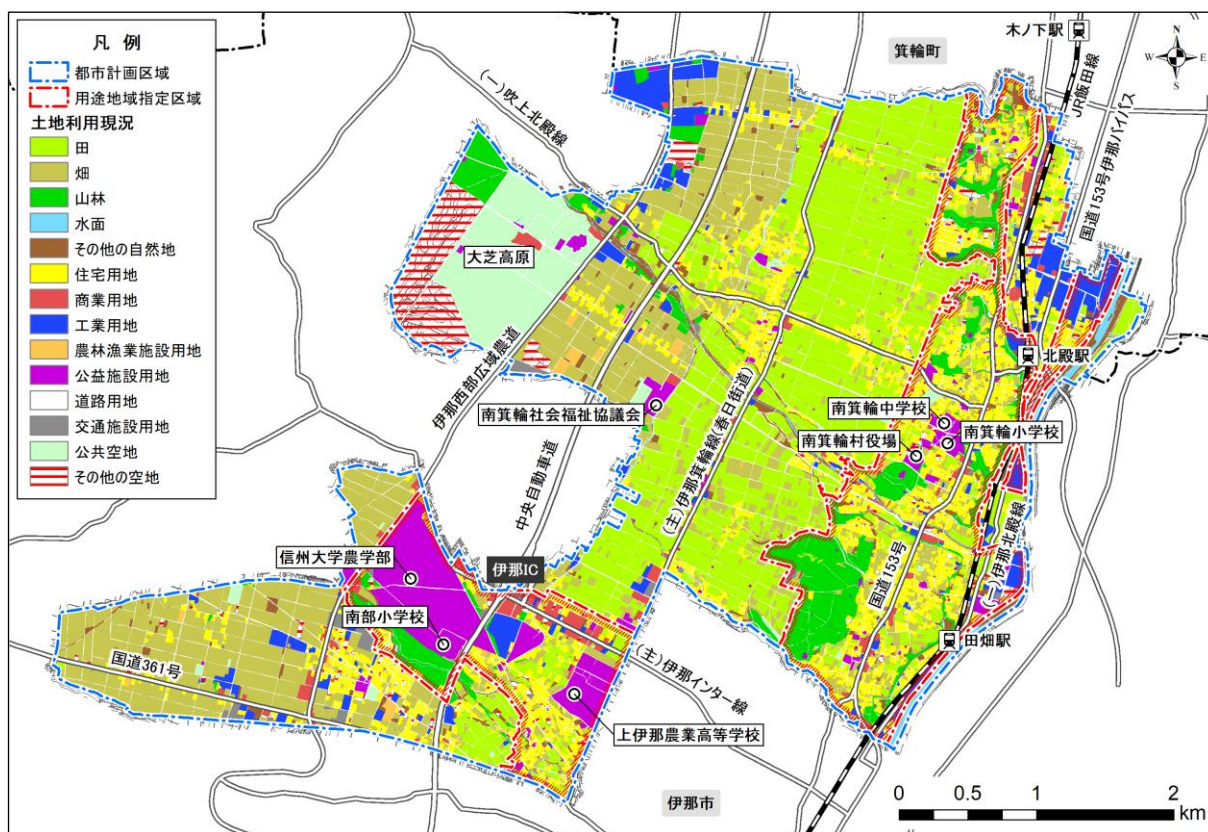 凡 例
都市計画区域
用途地域指定区域
土地利用現況
田
畑
山林
水面
その他の自然地
住宅用地
商業用地
工業用地
農林漁業施設用地
公益施設用地
道路用地
交通施設用地
公共空地
その他の空地
木ノ下駅
箕輪町
N
W
E
S
JR飯田線
国道153号伊那バイパス
(一)吹上北殿線
大芝高原
伊那西部広域農道
北殿駅
南箕輪社会福祉協議会
(主)伊那箕輪線(春日街道)
南箕輪中学校
南箕輪小学校
南箕輪村役場
中央自動車道
国道153号
(一)伊那北殿線
信州大学農学部
伊那IC
南部小学校
田畑駅
国道361号
(主)伊那インター線
上伊那農業高等学校
伊那市
0 0.5 1 2
km